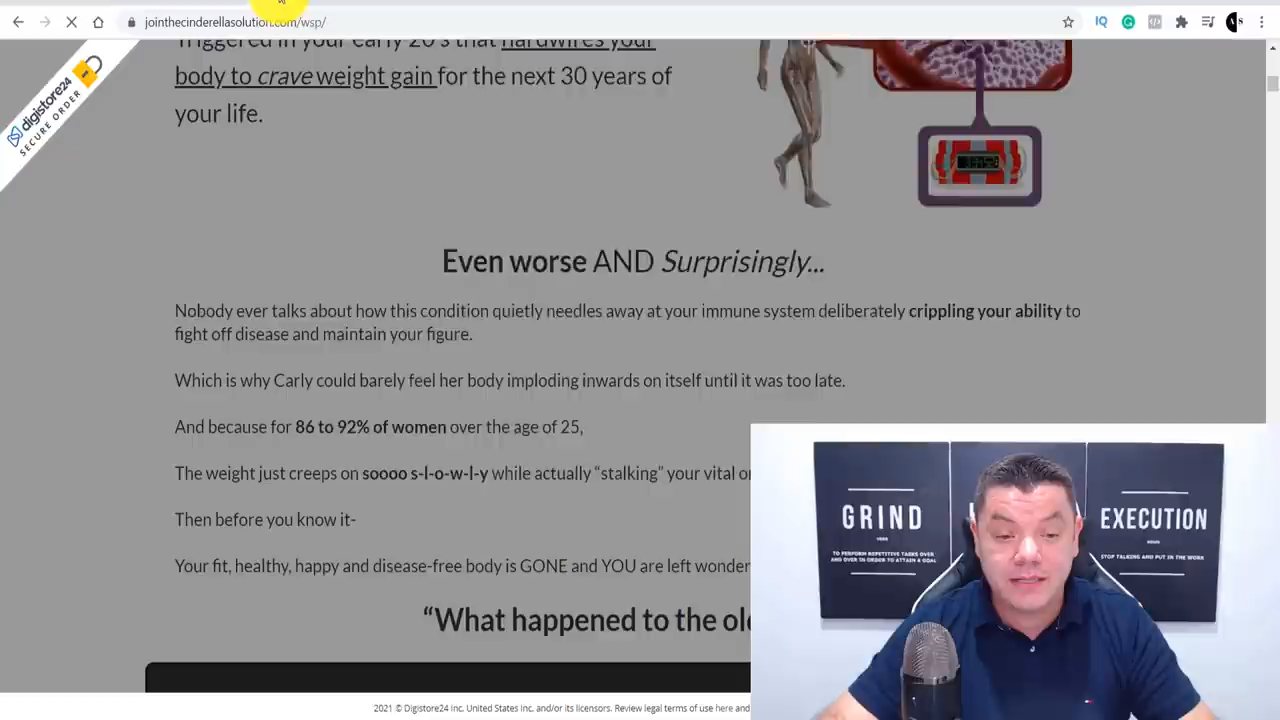 jointhecinderellasolution.com/wsp/
IQ
digistore24
SECURE ORDER
Triggered in your early 20's that hardwires your
body to crave weight gain for the next 30 years of
your life.
Even worse AND Surprisingly...
Nobody ever talks about how this condition quietly needles away at your immune system deliberately crippling your ability to
fight off disease and maintain your figure.
Which is why Carly could barely feel her body imploding inwards on itself until it was too late.
And because for 86 to 92% of women over the age of 25,
The weight just creeps on soooo s-l-o-w-l-y while actually “stalking” your vital
Then before you know it-
Your fit, healthy, happy and disease-free body is GONE and YOU are left
“What happened to the
GRIND
TO PERFORM REPETITIVE TASKS OVER
AND OVER IN ORDER TO ATTAIN A GOAL
EXECUTION
STOP TALKING AND PUT IN THE WORK
2021 © Digistore24 Inc. United States Inc. and/or its licensors. Review legal terms of use here and